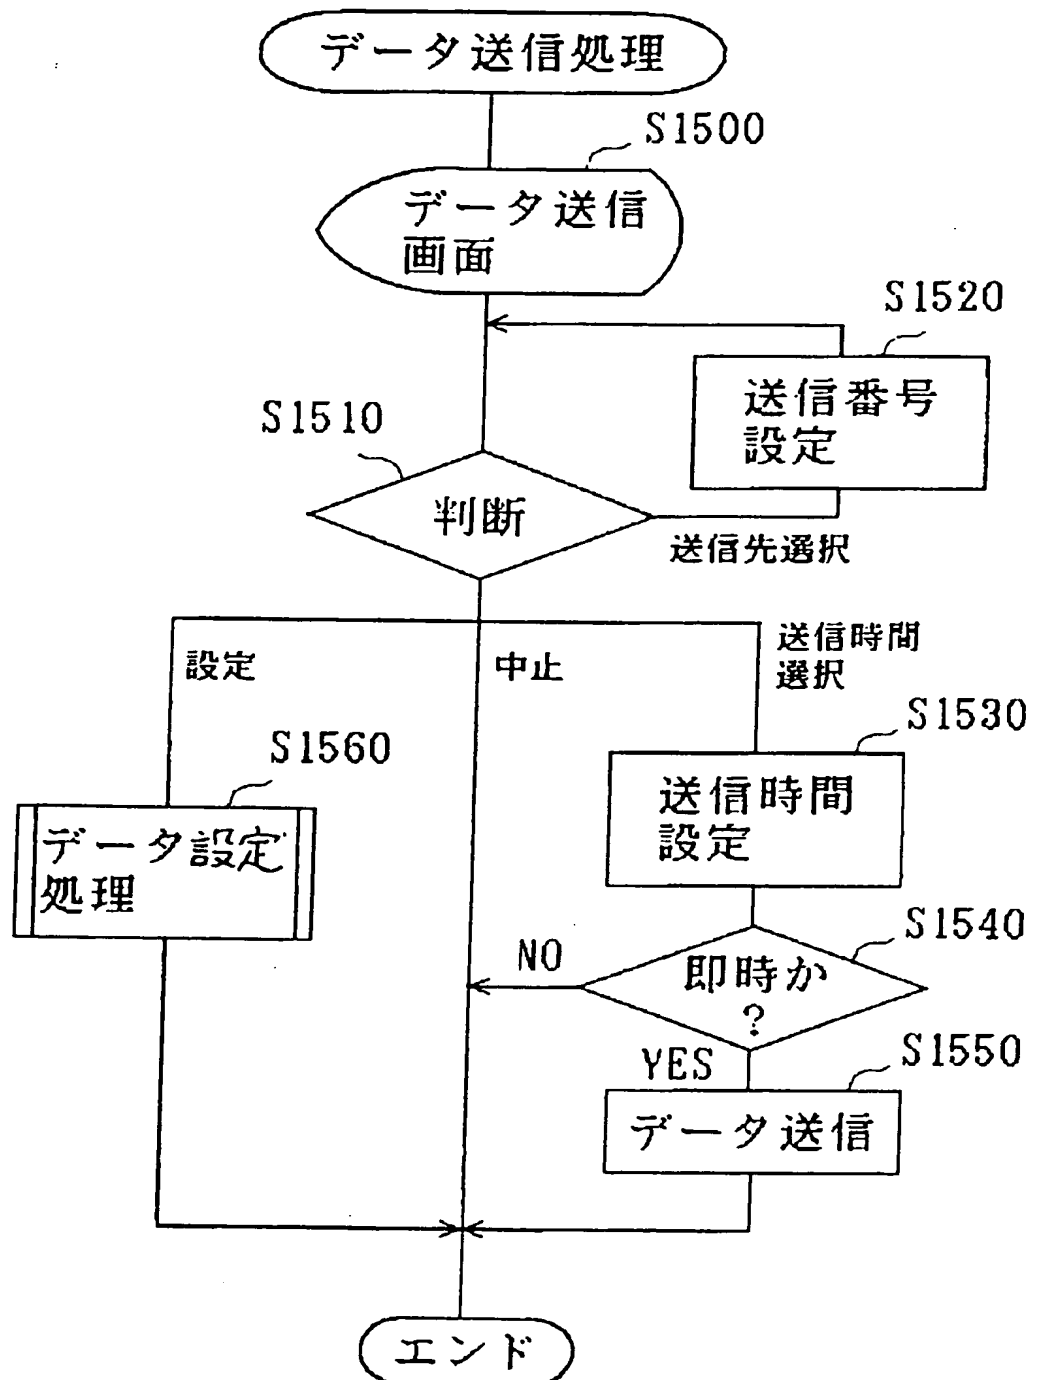 データ送信処理
S1500
データ送信
画面
S1520
送信番号
設定
S1510
判断
送信先選択
設定
中止
送信時間
選択
S1530
送信時間
設定
S1560
データ設定
処理
S1540
NO
即時か
?
S1550
YES
データ送信
エンド